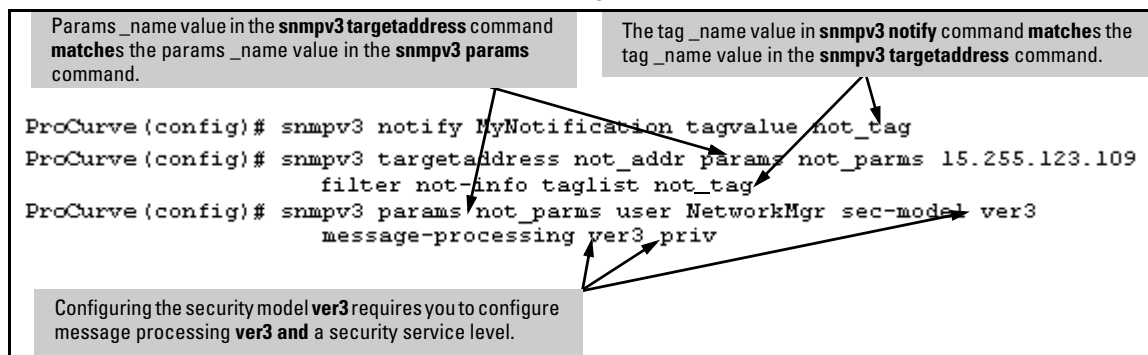 Params _name value in the snmpv3 targetaddress command
matches the params _name value in the snmpv3 params
command.
The tag _name value in snmpv3 notify command matches the
tag _name value in the snmpv3 targetaddress command.
ProCurve(config)# snmpv3 notify MyNotification tagvalue not_tag
ProCurve(config)# snmpv3 targetaddress not_addr params not_parms 15.255.123.109
filter not-info taglist not_tag
ProCurve(config)# snmpv3 params not_parms user NetworkMgr sec-model ver3
message-processing ver3 priv
Configuring the security model ver3 requires you to configure
message processing ver3 and a security service level.